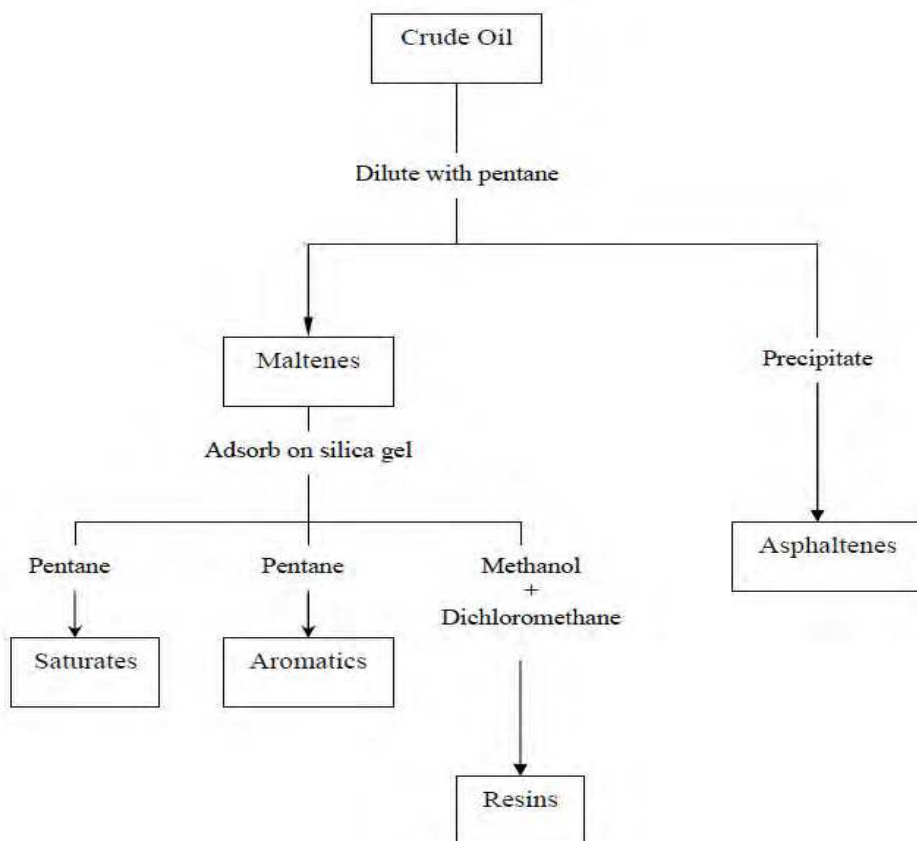 Crude Oil
Dilute with pentane
Maltenes
Precipitate
Adsorb on silica gel
Asphaltenes
Pentane
Pentane
Methanol
+
Dichloromethane
Saturates
Aromatics
Resins